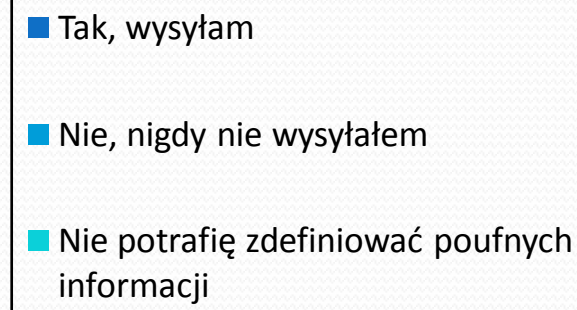 Tak, wysyłam
Nie, nigdy nie wysyłałem
Nie potrafię zdefiniować poufnych
informacji